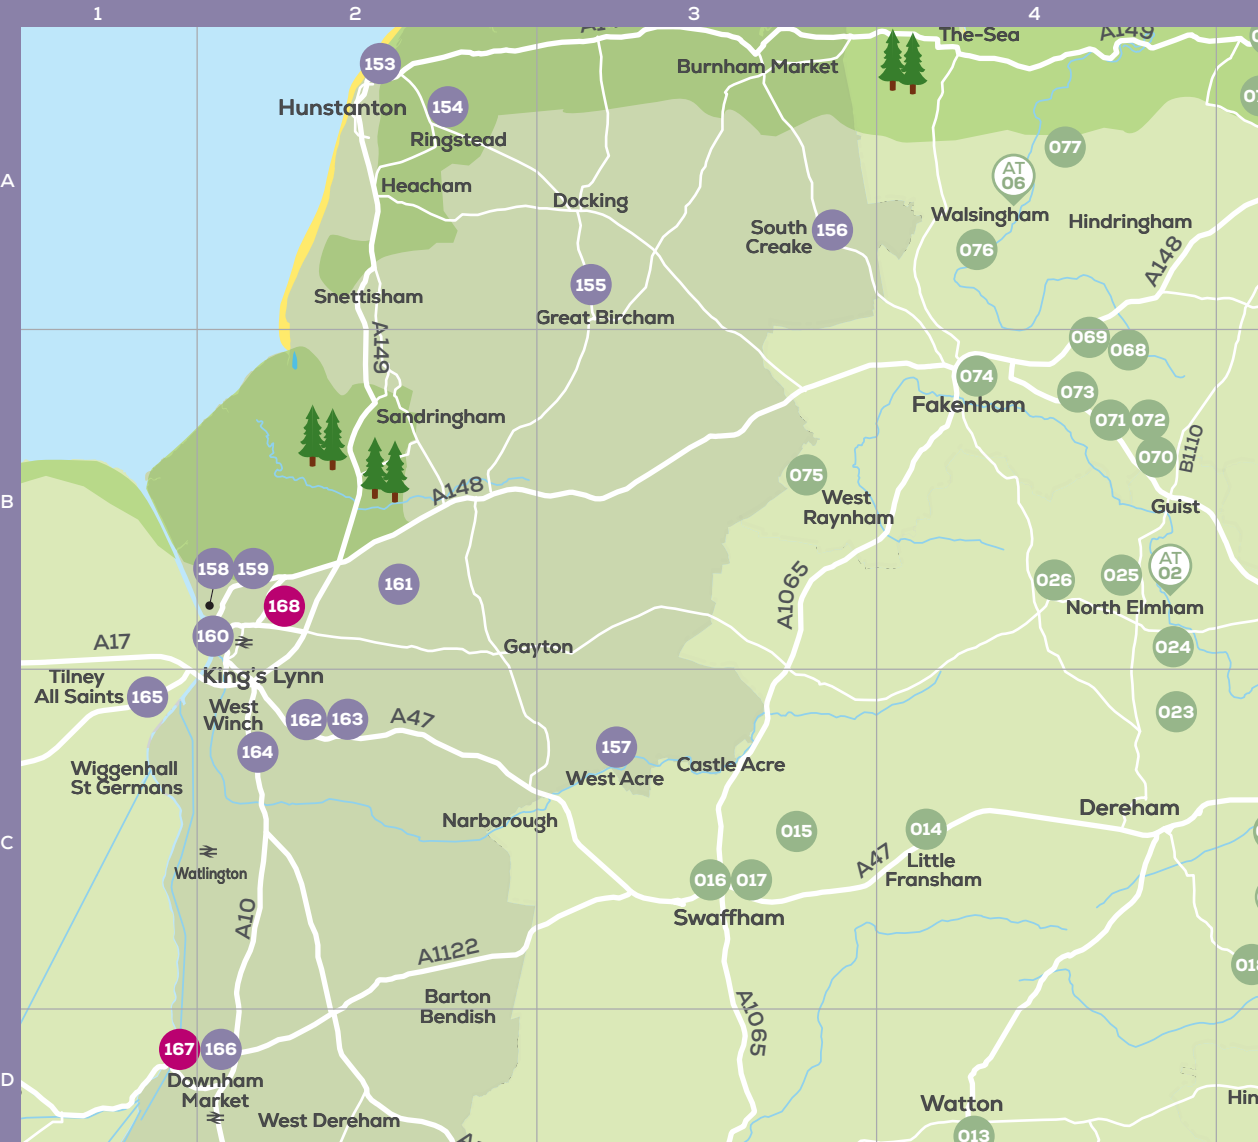 1
2
3
4
The-Sea
A149
153
Burnham Market
Hunstanton
154
Ringstead
077
A
AT
06
Heacham
Docking
Walsingham
Hindringham
South
Creake
156
076
A148
155
Snettisham
Great Bircham
A149
069
068
074
073
Fakenham
Sandringham
071
072
B1110
070
075
A148
B
West
Raynham
Guist
158
159
161
A1065
026
025
AT
02
168
North Elmham
160
A17
Gayton
024
King's Lynn
Tilney
All Saints
165
West
Winch
162
163
A47
023
164
157
Wiggenhall
St Germans
West Acre
Castle Acre
Narborough
Dereham
C
015
014
A47
Little
Fransham
Watlington
016
017
Swaffham
A10
A1122
Barton
Bendish
A1065
167
166
D
Downham
Market
West Dereham
Watton
013